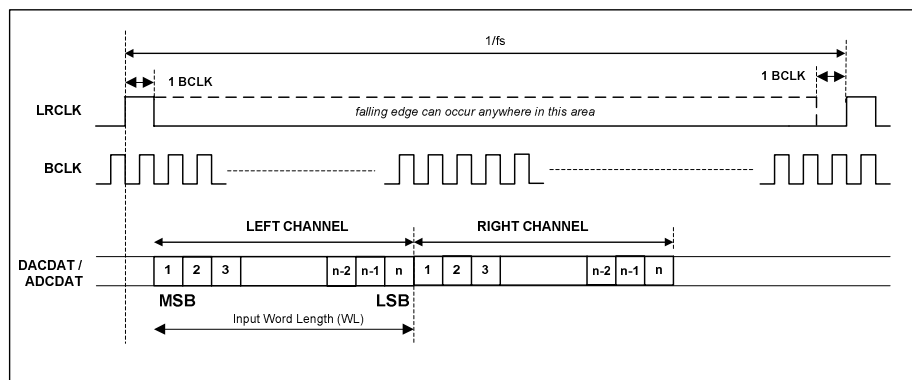 1/fs
1 BCLK
1 BCLK
LRCLK
falling edge can occur anywhere in this area
BCLK
LEFT CHANNEL
RIGHT CHANNEL
DACDAT /
ADCDAT
1 2 3 n-2 n-1 n 1 2 3 n-2 n-1 n
MSB
LSB
Input Word Length (WL)